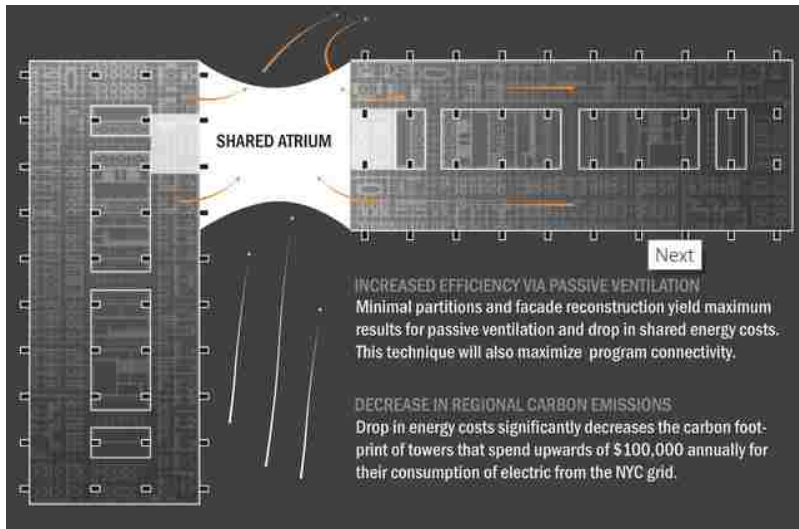 SHARED ATRIUM
Next
INCREASED EFFICIENCY VIA PASSIVE VENTILATION
Minimal partitions and facade reconstruction yield maximum
results for passive ventilation and drop in shared energy costs.
This technique will also maximize program connectivity.
DECREASE IN REGIONAL CARBON EMISSIONS
Drop in energy costs significantly decreases the carbon foot-
print of towers that spend upwards of $100,000 annually for
their consumption of electric from the NYC grid.